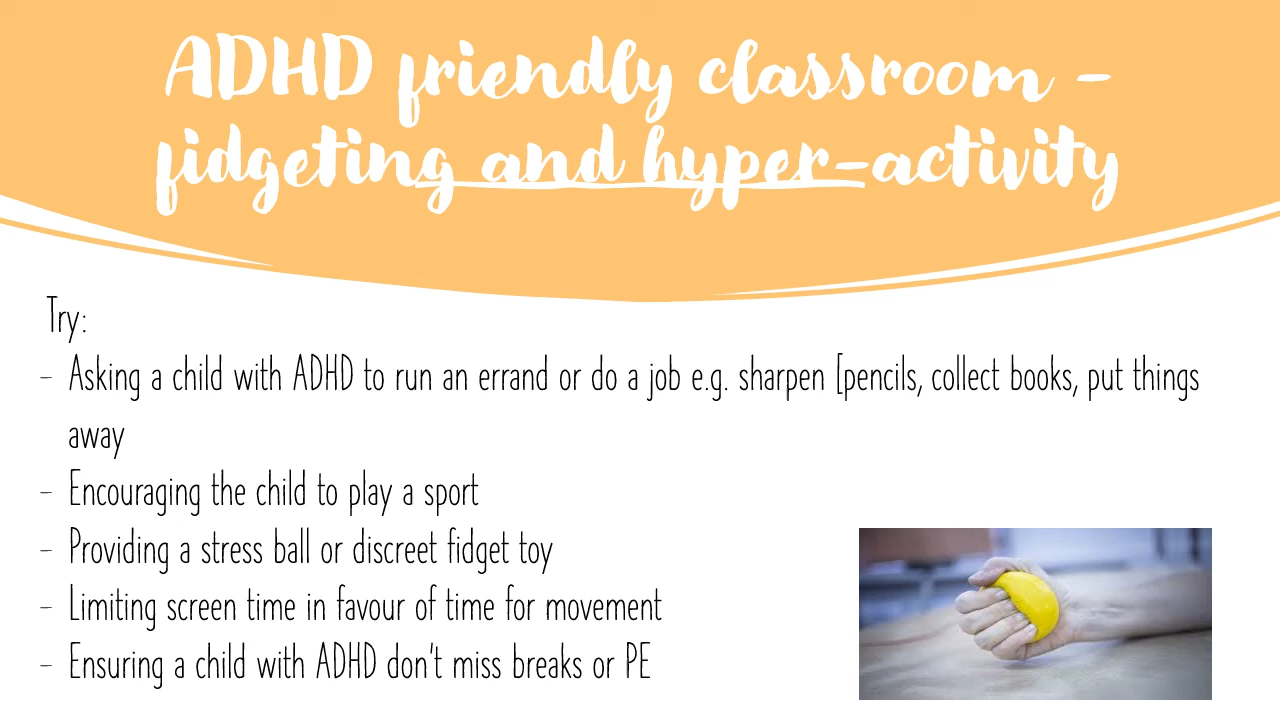 ADHD friendly classroom -
fidgeting and hyper-activity
Try:
- Asking a child with ADHD to run an errand or do a job e.g. sharpen [pencils, collect books, put things
away
- Encouraging the child to play a sport
- Providing a stress ball or discreet fidget toy
- Limiting screen time in favour of time for movement
- Ensuring a child with ADHD don't miss breaks or PE